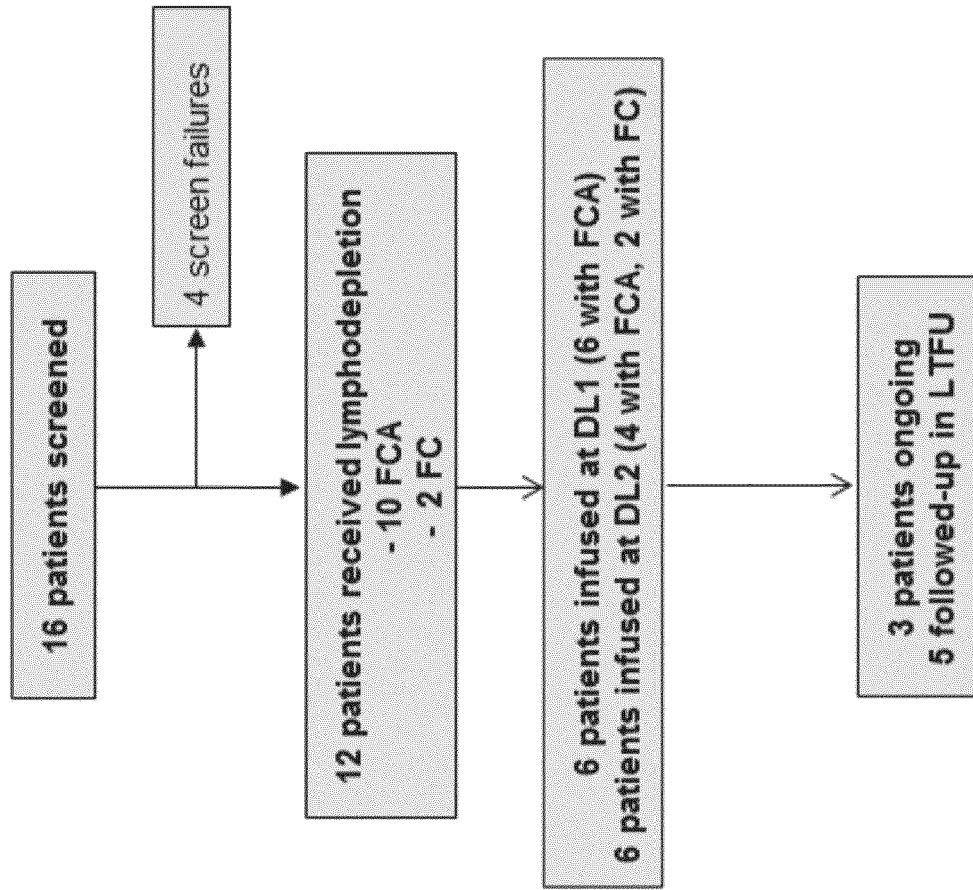 16 patients screened
4 screen failures
12 patients received lymphodepletion
- 10 FCA
- 2 FC
6 patients infused at DL1 (6 with FCA)
6 patients infused at DL2 (4 with FCA, 2 with FC)
3 patients ongoing
5 followed-up in LTFU